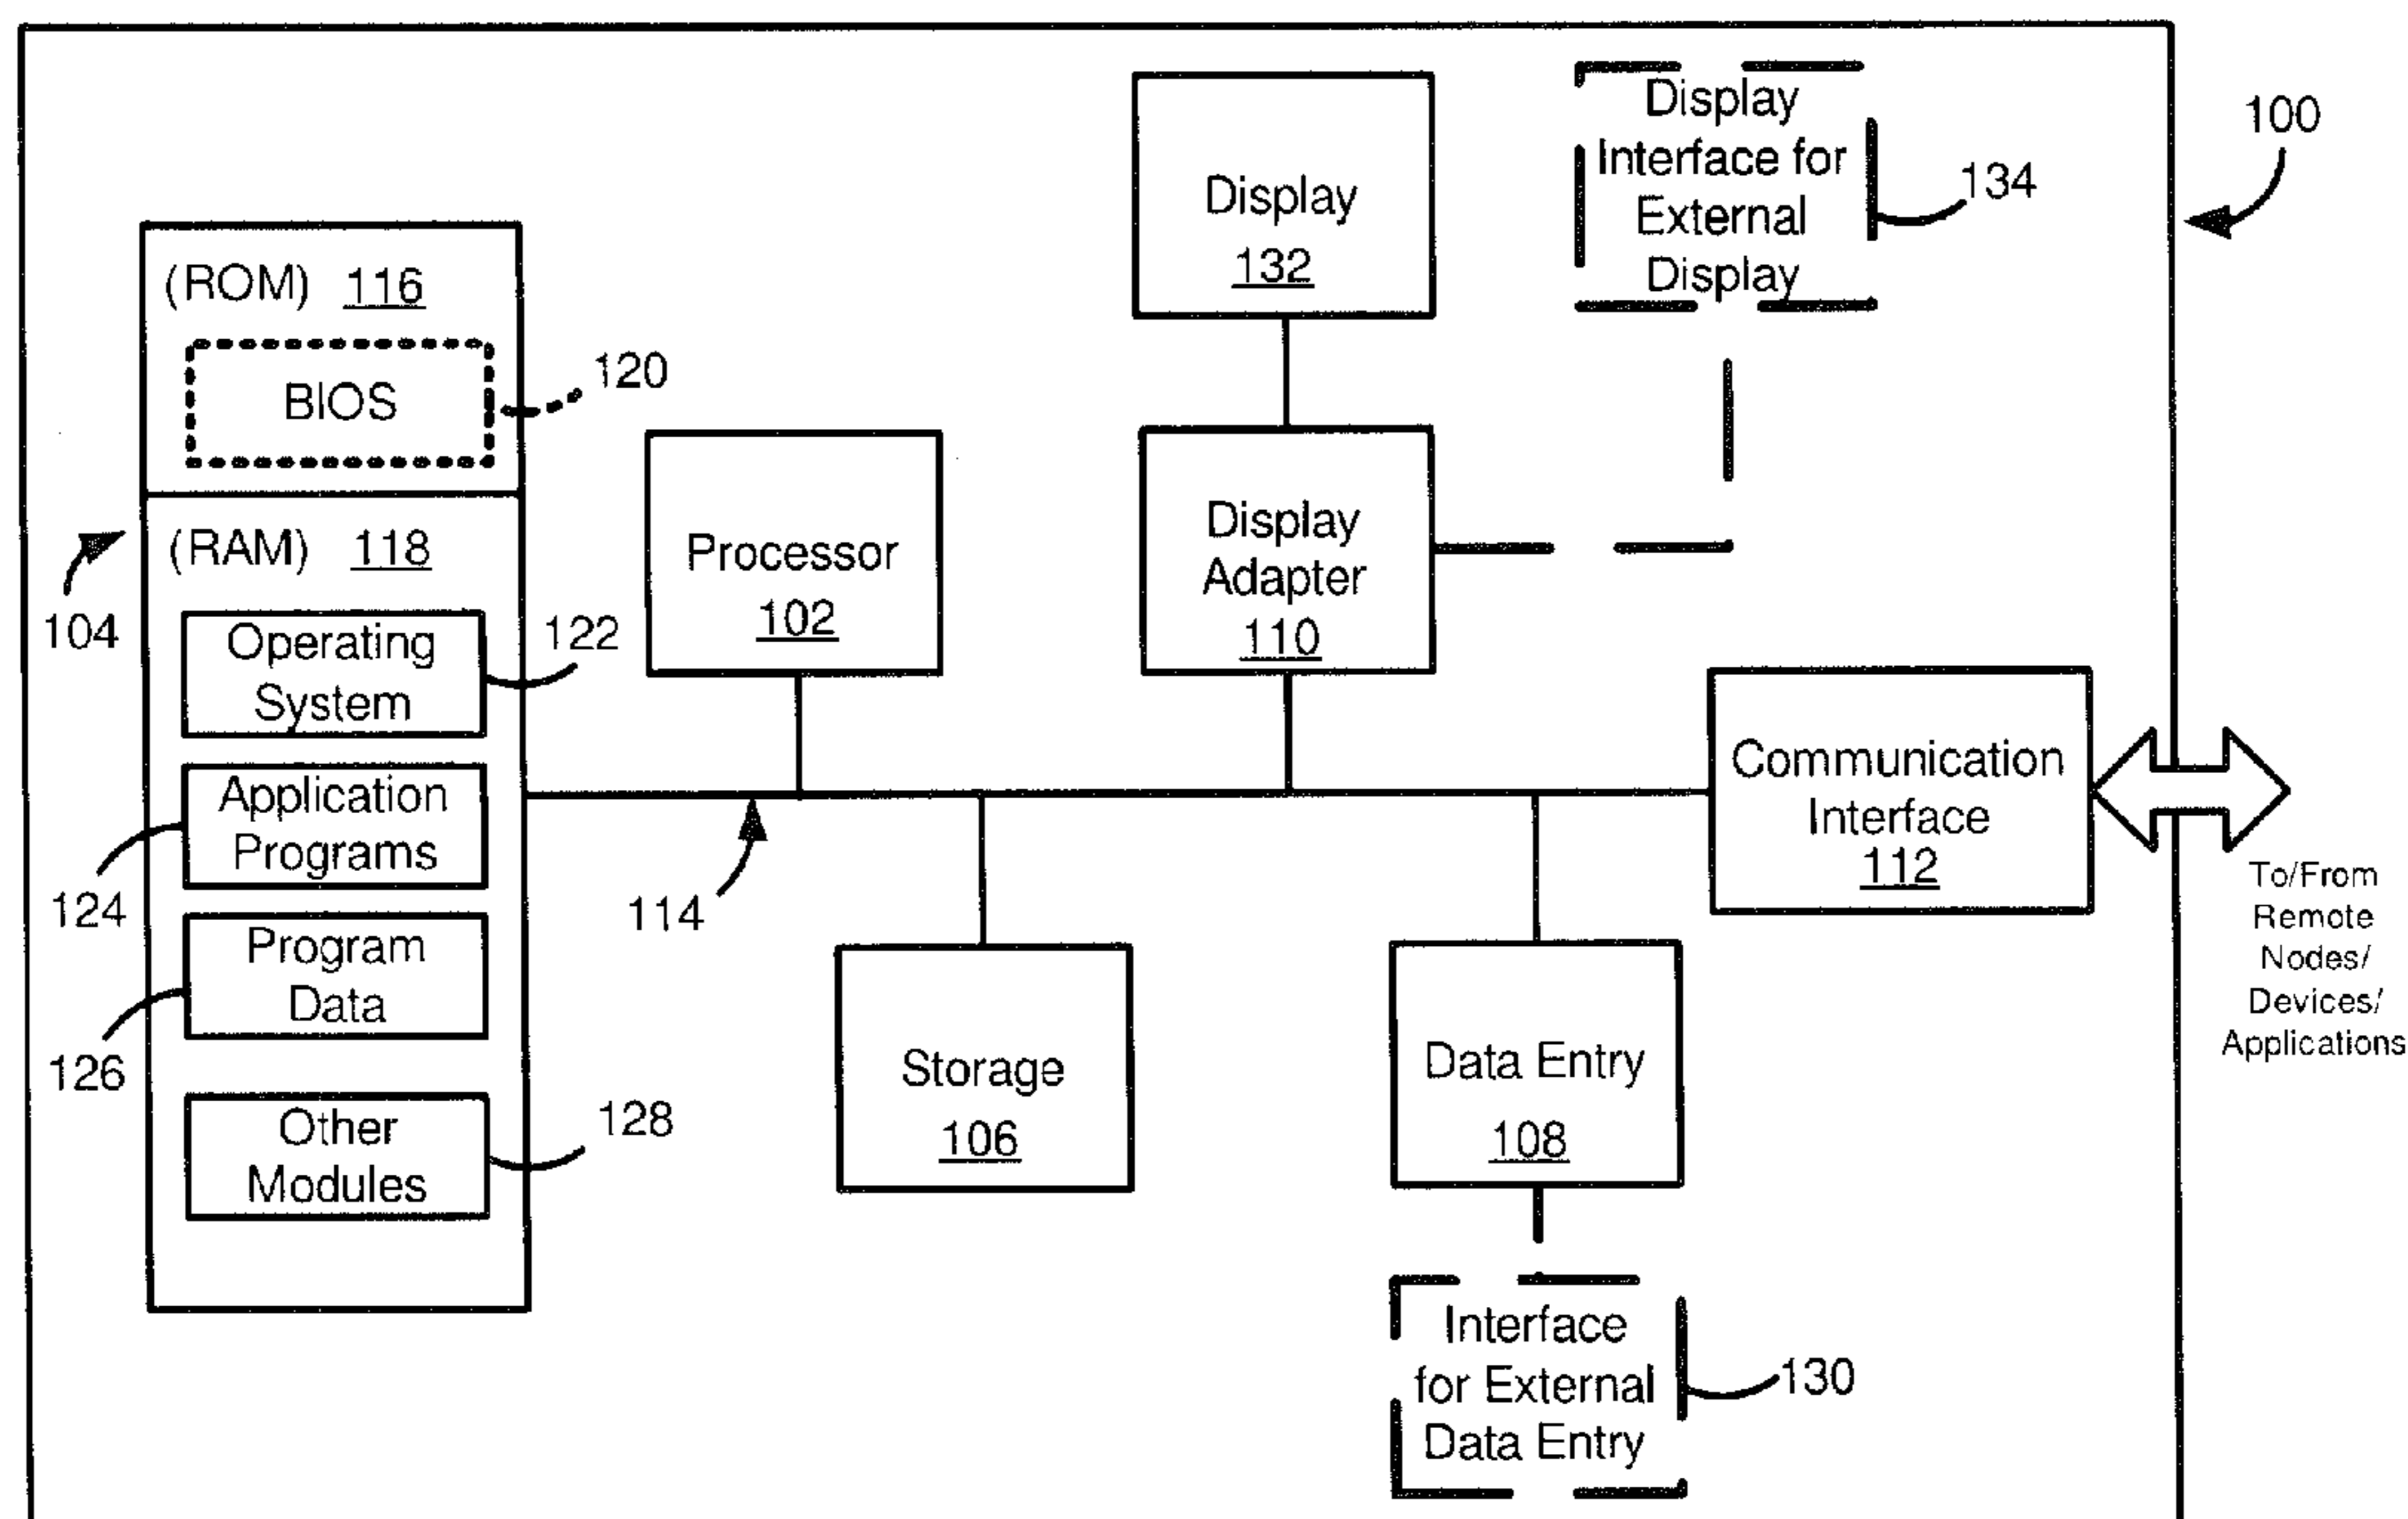 Display
Interface for
External
Display
134
100
Display
132
(ROM) 116
BIOS
120
(RAM) 118
104
Operating
System
122
Application
Programs
124
Program
Data
126
Other
Modules
128
Processor
102
Display
Adapter
110
114
Communication
Interface
112
To/From
Remote
Nodes/
Devices/
Applications
Storage
106
Data Entry
108
Interface
for External
Data Entry
130